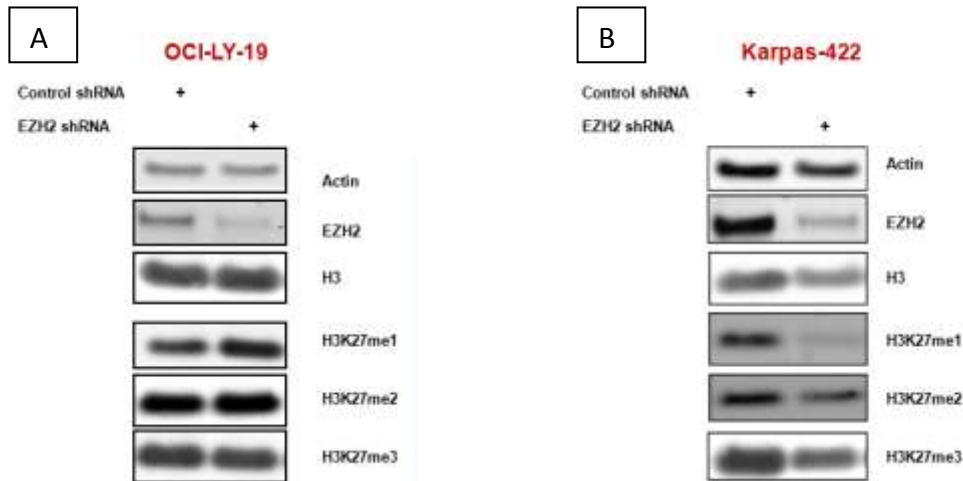 A
OCI-LY-19
Control shRNA +
EZH2 shRNA +
Actin
EZH2
H3
H3K27me1
H3K27me2
H3K27me3
B
Karpas-422
Control shRNA +
EZH2 shRNA +
Actin
EZH2
H3
H3K27me1
H3K27me2
H3K27me3